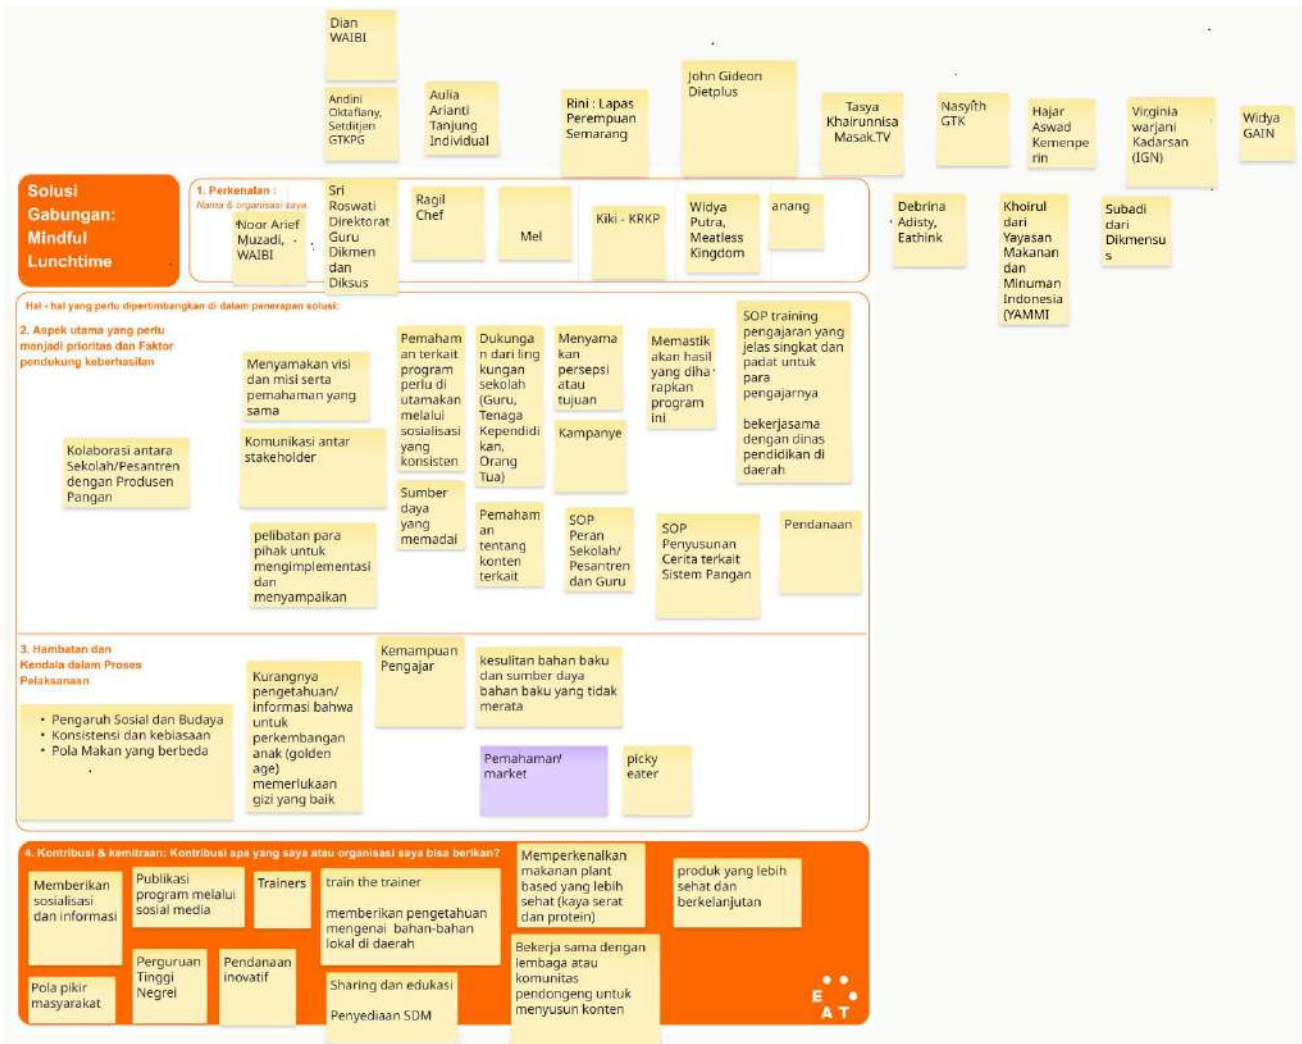 Dian
WAIBI
Andini
Oktafiany,
Setditjen
GTKPG
Aulia
Arianti
Tanjung
Individual
Rini : Lapas
Perempuan
Semarang
John Gideon
Dietplus
Tasya
Khairunnisa
Masak.TV
Nasyith
GTK
Hajar
Aswad
Kemenpe
rin
Virginia
warjani
Kadarsan
(IGN)
Widya
GAIN
Solusi
Gabungan:
Mindful
Lunchtime
1. Perkenalan :
Nama & organisasi saya
Noor Arief
Muzadi,
WAIBI
Sri
Roswati
Direktorat
Guru
Dikmen
dan
Diksus
Ragil
Chef
Mel
Kiki - KRKP
Widya
Putra,
Meatless
Kingdom
anang
Debrina
Adisty,
Eathink
Khoirul
dari
Yayasan
Makanan
dan
Minuman
Indonesia
(YAMMI
Subadi
dari
Dikmensu
s
Hal - hal yang perlu dipertimbangkan di dalam penerapan solusi:
2. Aspek utama yang perlu
menjadi prioritas dan Faktor
pendukung keberhasilan
Kolaborasi antara
Sekolah/Pesantren
dengan Produsen
Pangan
Menyamakan visi
dan misi serta
pemahaman yang
sama
Komunikasi antar
stakeholder
pelibatan para
pihak untuk
mengimplementasi
dan
menyampaikan
Pemaham
an terkait
program
perlu di
utamakan
melalui
sosialisasi
yang
konsisten
Sumber
daya
yang
memadai
Dukunga
n dari ling
kungan
sekolah
(Guru,
Tenaga
Kependidi
kan,
Orang
Tua)
Pemaham
an
tentang
konten
terkait
Menyama
kan
persepsi
atau
tujuan
Kampanye
SOP
Peran
Sekolah/
Pesantren
dan Guru
Memastik
akan hasil
yang diha
rapkan
program
ini
SOP
Penyusunan
Cerita terkait
Sistem Pangan
SOP training
pengajaran yang
jelas singkat dan
padat untuk
para
pengajarnya
bekerjasama
dengan dinas
pendidikan di
daerah
Pendanaan
3. Hambatan dan
Kendala dalam Proses
Pelaksanaan
• Pengaruh Sosial dan Budaya
• Konsistensi dan kebiasaan
• Pola Makan yang berbeda
Kurangnya
pengetahuan/
informasi bahwa
untuk
perkembangan
anak (golden
age)
memerlukaan
gizi yang baik
Kemampuan
Pengajar
kesulitan bahan baku
dan sumber daya
bahan baku yang tidak
merata
Pemahaman
market
picky
eater
4. Kontribusi & kemitraan: Kontribusi apa yang saya atau organisasi saya bisa berikan?
Memberikan
sosialisasi
dan informasi
Publikasi
program melalui
sosial media
Trainers
train the trainer
memberikan pengetahuan
mengenai bahan-bahan
lokal di daerah
Memperkenalkan
makanan plant
based yang lebih
sehat (kaya serat
dan protein)
produk yang lebih
sehat dan
berkelanjutan
Pola pikir
masyarakat
Perguruan
Tinggi
Negrei
Pendanaan
inovatif
Sharing dan edukasi
Penyediaan SDM
Bekerja sama dengan
lembaga atau
komunitas
pendongeng untuk
menyusun konten
E
A T